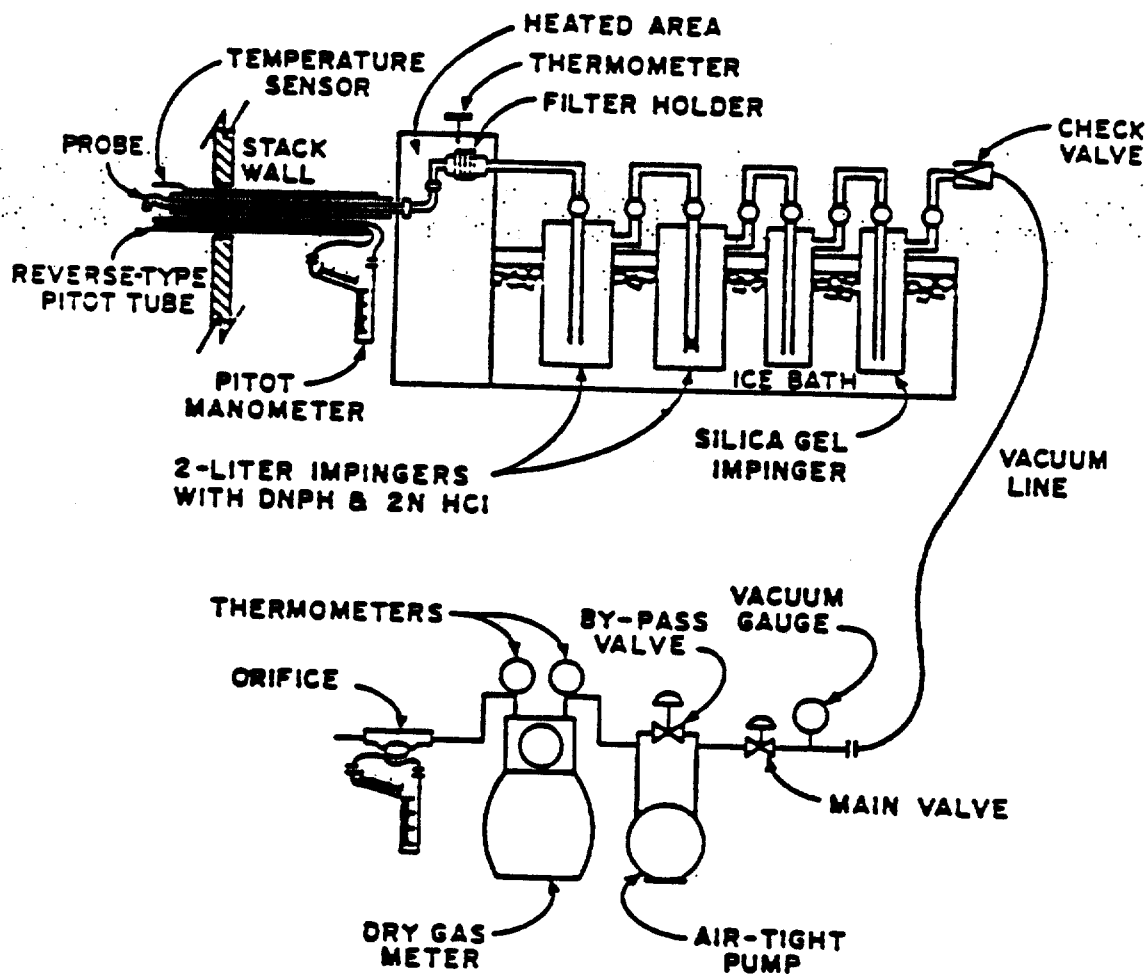 HEATED AREA
TEMPERATURE
SENSOR
THERMOMETER
FILTER HOLDER
PROBE
STACK
WALL
CHECK
VALVE
REVERSE-TYPE
PITOT TUBE
PITOT
MANOMETER
ICE BATH
2-LITER IMPINGERS
WITH DNPH & 2N HCl
SILICA GEL
IMPINGER
VACUUM
LINE
THERMOMETERS
BY-PASS
VALVE
VACUUM
GAUGE
ORIFICE
MAIN VALVE
DRY GAS
METER
AIR-TIGHT
PUMP